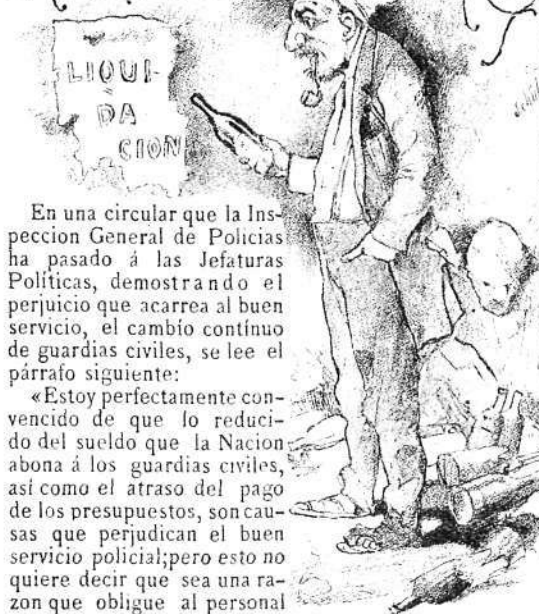 LIQUI-
DA
CION
En una circular que la Ins-
peccion General de Policias
ha pasado á las Jefaturas
Políticas, demostrando el
perjuicio que acarrea al buen
servicio, el cambio contínuo
de guardias civiles, se lee el
párrafo siguiente:
«Estoy perfectamente con-
vencido de que lo reduci-
do del sueldo que la Nacion
abona á los guardias civiles,
así como el atraso del pago
de los presupuestos, son cau-
sas que perjudican el buen
servicio policial;pero esto no
quiere decir que sea una ra-
zon que obligue al personal